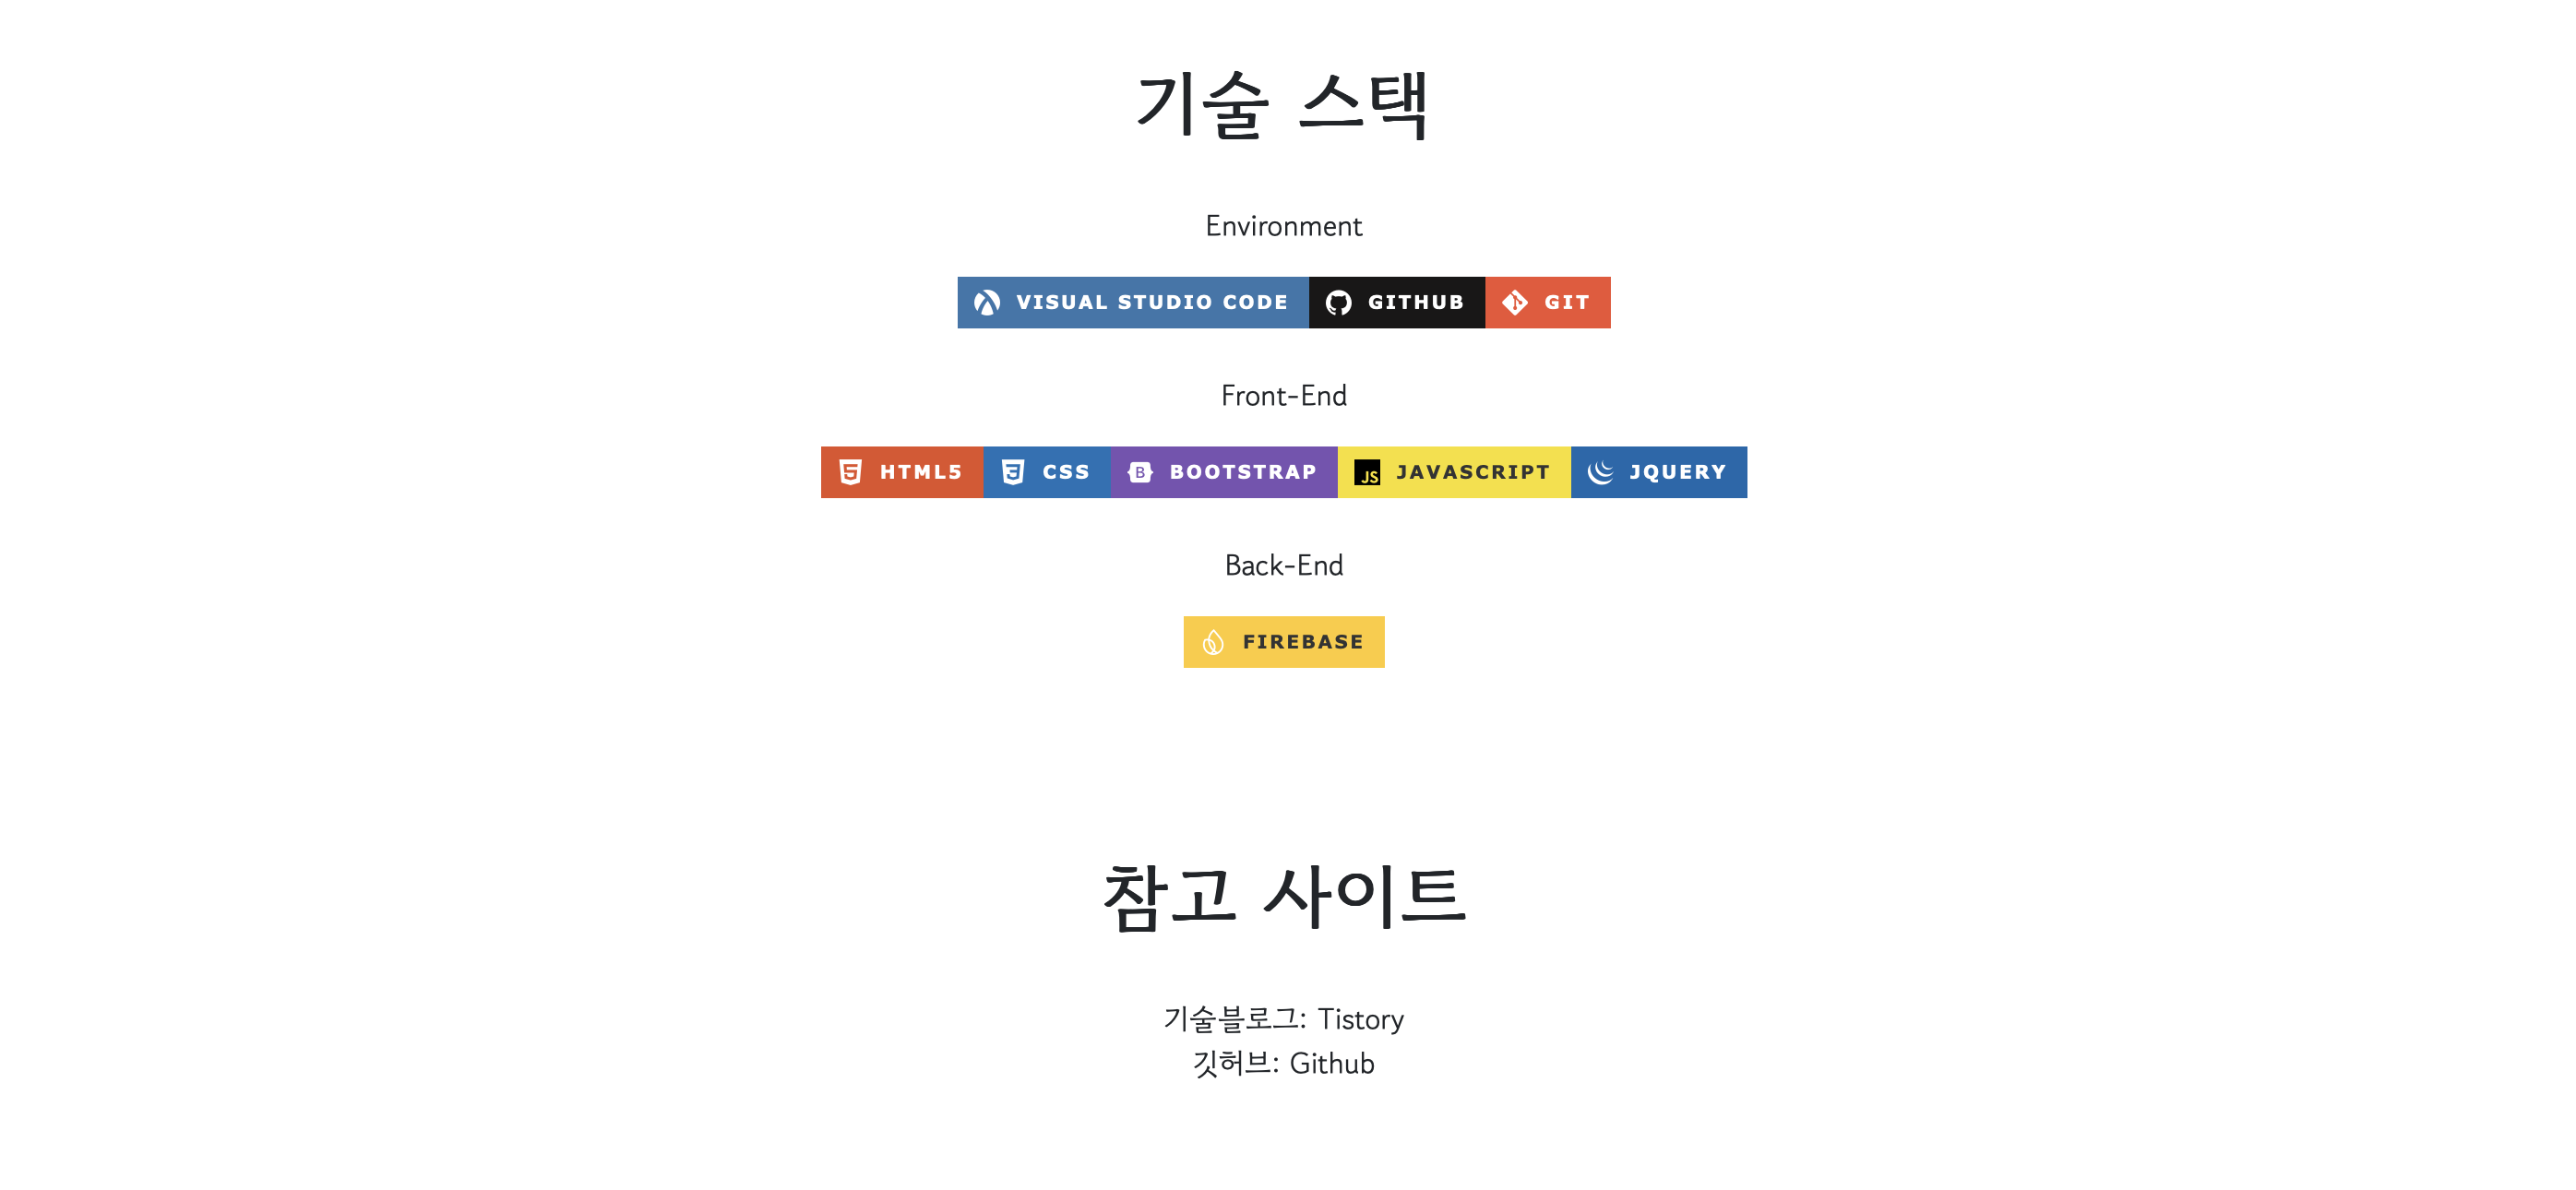 기술 스택
Environment
VISUAL STUDIO CODE GITHUB GIT
Front-End
HTML5 CSS BOOTSTRAP JS JAVASCRIPT JQUERY
Back-End
FIREBASE
참고 사이트
기술블로그: Tistory
깃허브: Github